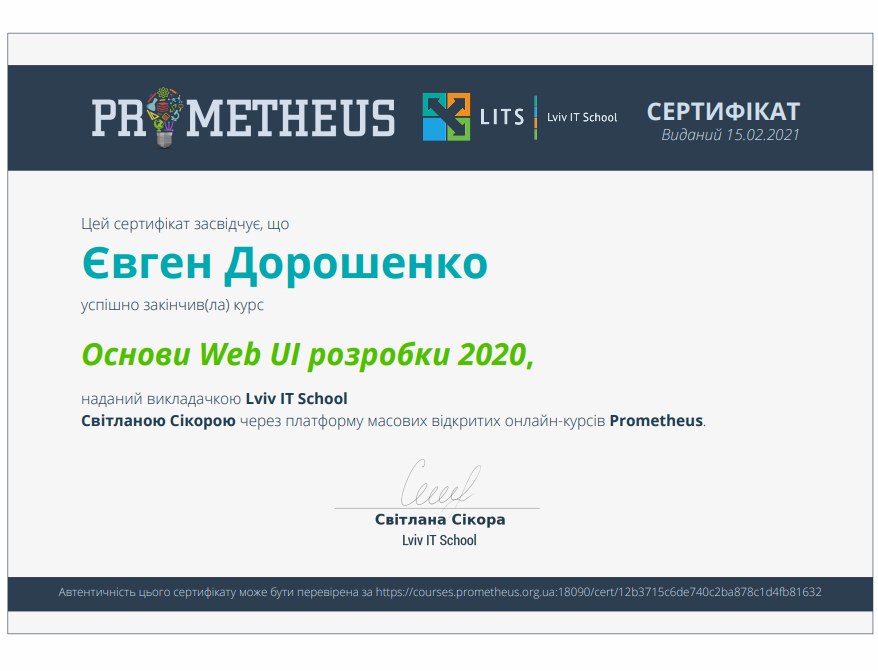 PROMETHEUS
LITS
Lviv IT School
СЕРТИФІКАТ
Виданий 15.02.2021
Цей сертифікат засвідчує, що
Євген Дорошенко
успішно закінчив(ла) курс
Основи Web UI розробки 2020,
наданий викладачкою Lviv IT School
Світланою Сікорою через платформу масових відкритих онлайн-курсів Prometheus.
Світлана Сікора
Lviv IT School
Автентичність цього сертифікату може бути перевірена за https://courses.prometheus.org.ua:18090/cert/12b3715c6de740c2ba878c1d4fb81632